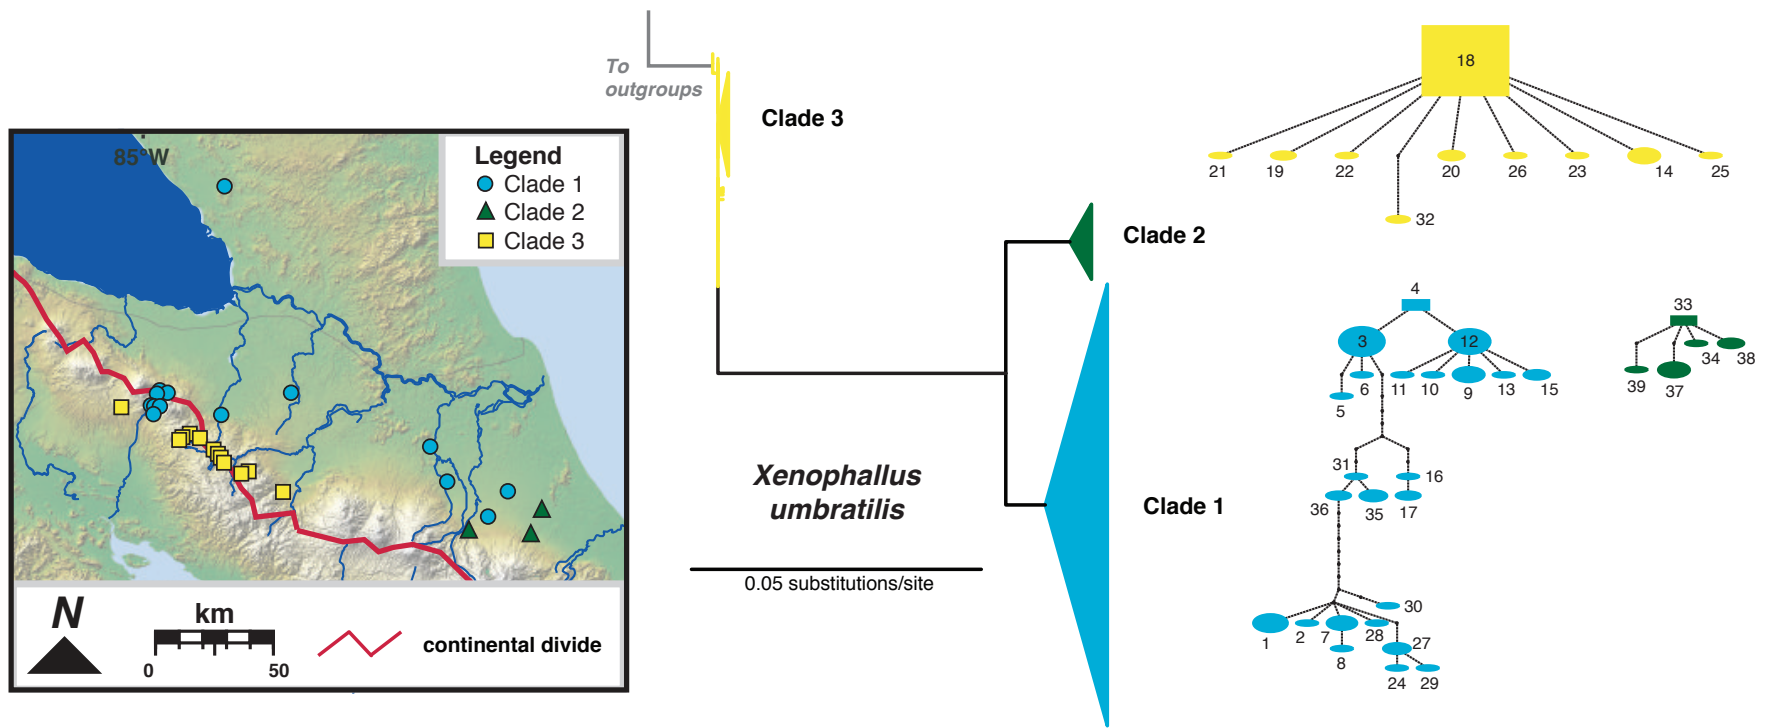 85°W
Legend
Clade 1
Clade 2
Clade 3
N
km
0
50
continental divide
To
outgroups
Clade 3
Clade 2
Clade 1
Xenophallus
umbratilis
0.05 substitutions/site
18
21
19
22
20
26
23
14
25
32
4
3
12
6
11
10
9
13
15
5
31
16
36
35
17
30
1
2
7
28
27
8
24
29
33
34
38
39
37